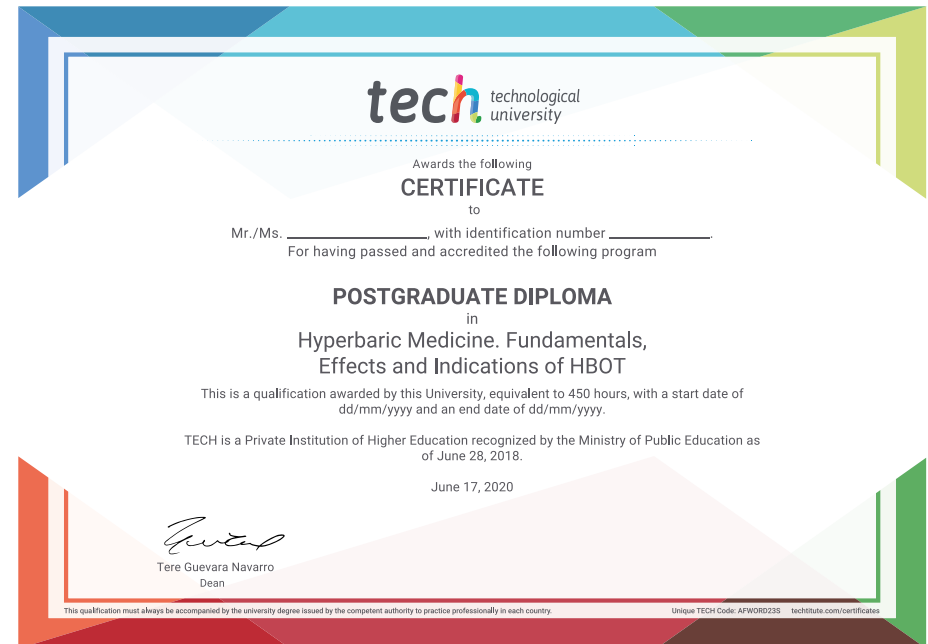 tech technological
university
Awards the following
CERTIFICATE
to
Mr./Ms. ____________________, with identification number ______________.
For having passed and accredited the following program
POSTGRADUATE DIPLOMA
in
Hyperbaric Medicine. Fundamentals,
Effects and Indications of HBOT
This is a qualification awarded by this University, equivalent to 450 hours, with a start date of
dd/mm/yyyy and an end date of dd/mm/yyyy.
TECH is a Private Institution of Higher Education recognized by the Ministry of Public Education as
of June 28, 2018.
June 17, 2020
Tere Guevara Navarro
Dean
This qualification must always be accompanied by the university degree issued by the competent authority to practice professionally in each country. Unique TECH Code: AFWORD23S techtitute.com/certificates